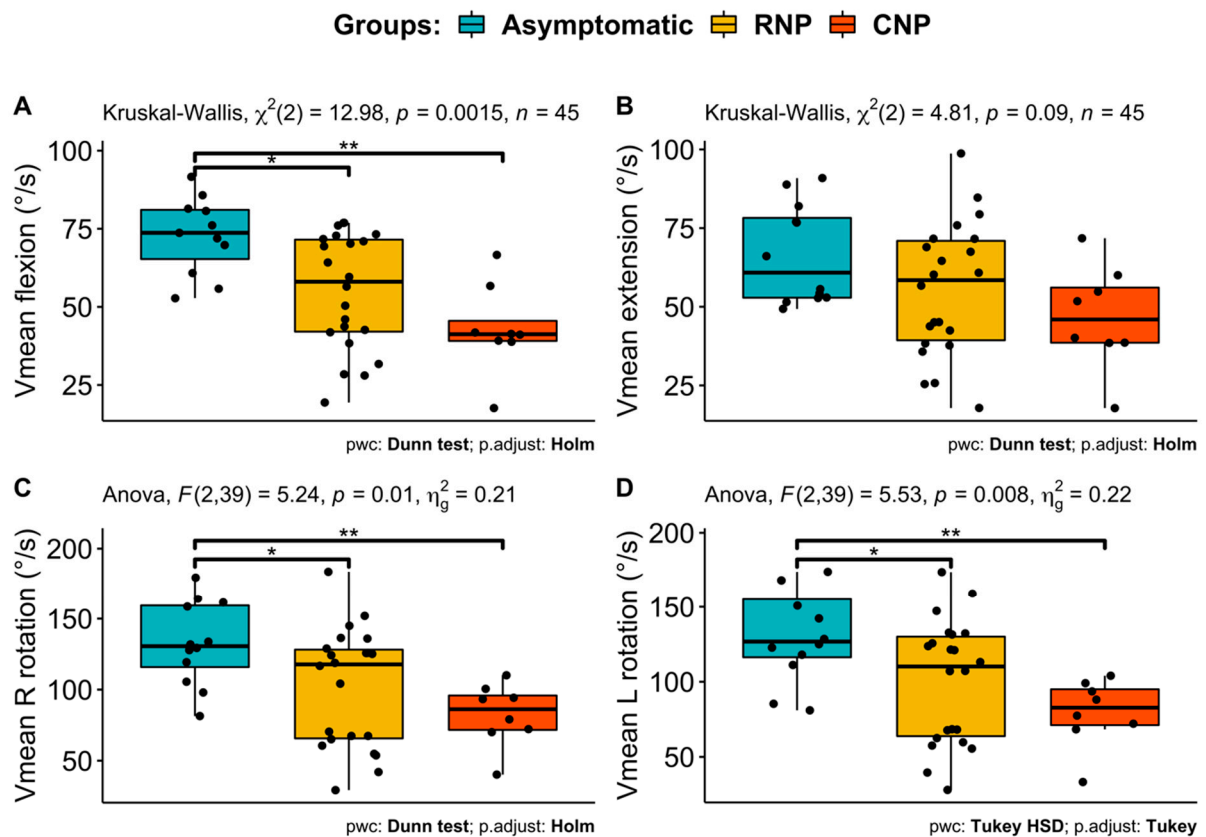 Groups: Asymptomatic RNP CNP
A
Kruskal-Wallis, χ²(2) = 12.98, p = 0.0015, n = 45
Vmean flexion (°/s)
100
75
50
25
**
*
pwc: Dunn test; p.adjust: Holm
B
Kruskal-Wallis, χ²(2) = 4.81, p = 0.09, n = 45
Vmean extension (°/s)
100
75
50
25
pwc: Dunn test; p.adjust: Holm
C
Anova, F(2,39) = 5.24, p = 0.01, η²g = 0.21
Vmean R rotation (°/s)
200
150
100
50
**
*
pwc: Dunn test; p.adjust: Holm
D
Anova, F(2,39) = 5.53, p = 0.008, η²g = 0.22
Vmean L rotation (°/s)
200
150
100
50
**
*
pwc: Tukey HSD; p.adjust: Tukey